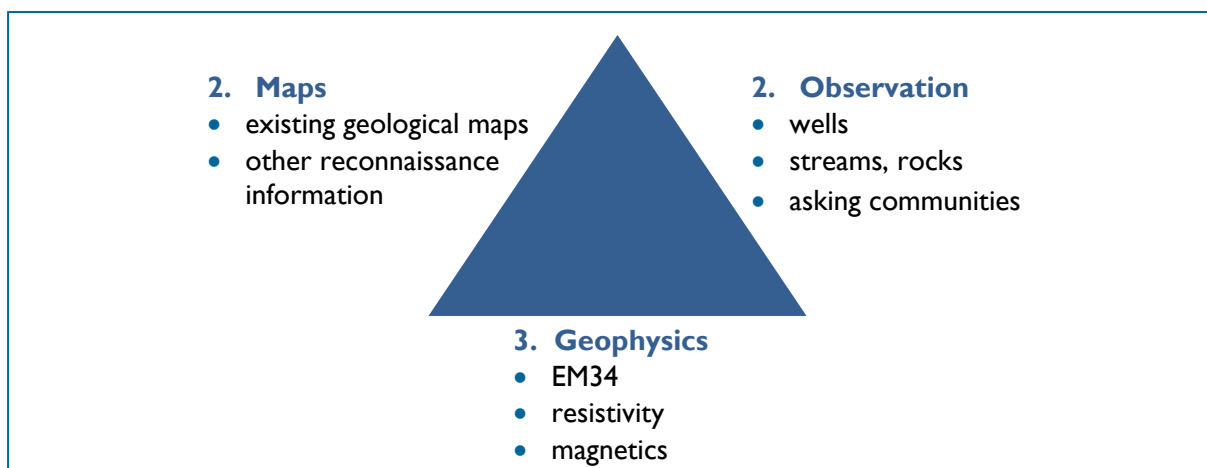 2. Maps
• existing geological maps
• other reconnaissance
information
2. Observation
• wells
• streams, rocks
• asking communities
3. Geophysics
• EM34
• resistivity
• magnetics